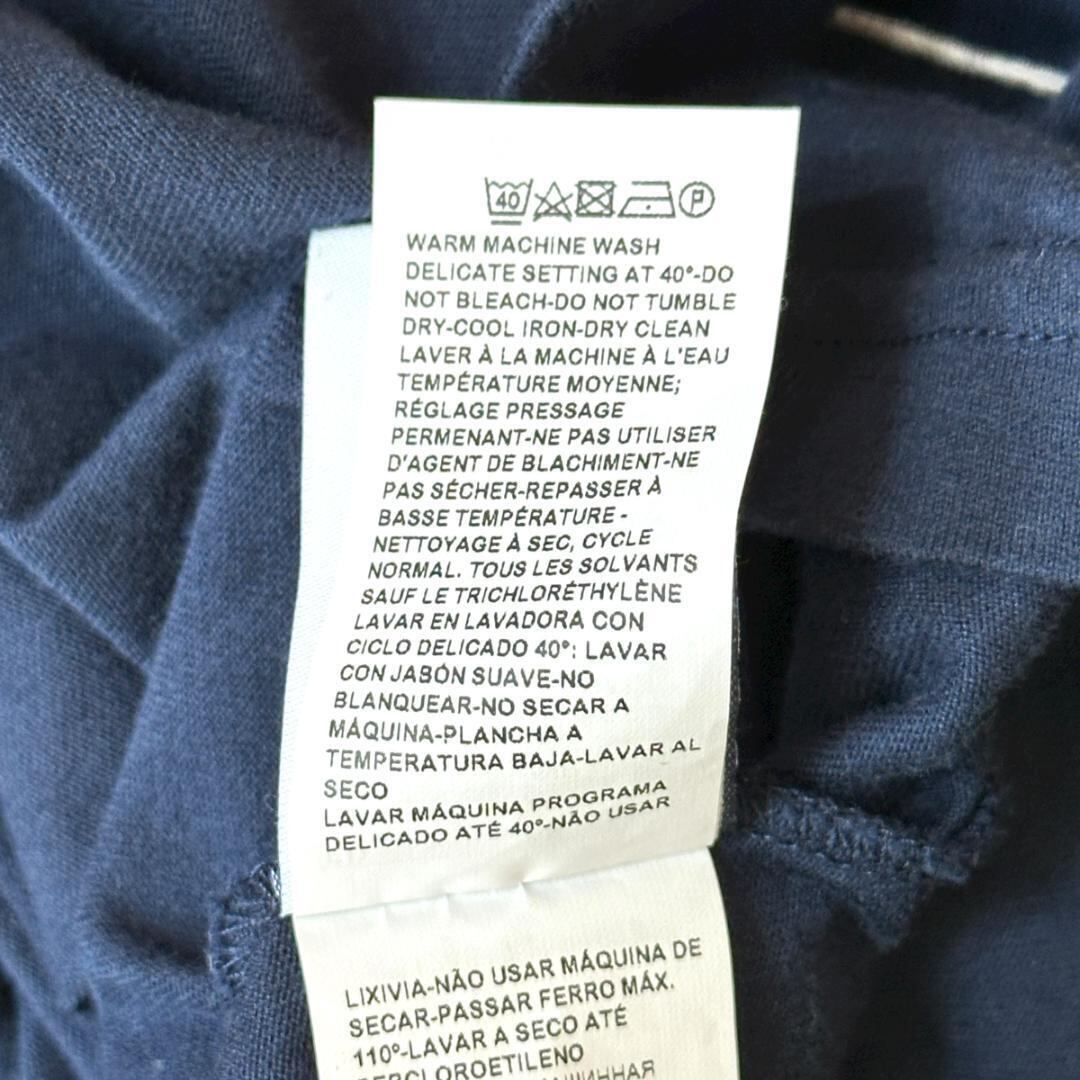 40 P
WARM MACHINE WASH
DELICATE SETTING AT 40°-DO
NOT BLEACH-DO NOT TUMBLE
DRY-COOL IRON-DRY CLEAN
LAVER À LA MACHINE À L'EAU
TEMPÉRATURE MOYENNE;
RÉGLAGE PRESSAGE
PERMENANT-NE PAS UTILISER
D'AGENT DE BLACHIMENT-NE
PAS SÉCHER-REPASSER À
BASSE TEMPÉRATURE-
NETTOYAGE À SEC, CYCLE
NORMAL. TOUS LES SOLVANTS
SAUF LE TRICHLORÉTHYLÈNE
LAVAR EN LAVADORA CON
CICLO DELICADO 40°: LAVAR
CON JABÓN SUAVE-NO
BLANQUEAR-NO SECAR A
MÁQUINA-PLANCHA A
TEMPERATURA BAJA-LAVAR AL
SECO
LAVAR MÁQUINA PROGRAMA
DELICADO ATÉ 40º-NÃO USAR
LIXIVIA-NÃO USAR MÁQUINA DE
SECAR-PASSAR FERRO MÁX.
110º-LAVAR A SECO ATÉ
PERCLOROETILENO